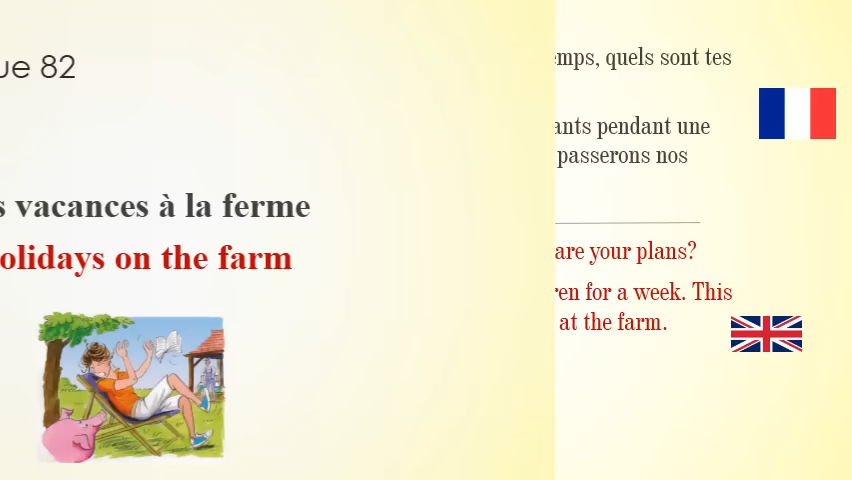 ue 82
s vacances à la ferme
olidays on the farm
emps, quels sont tes
ants pendant une
passerons nos
are your plans?
ren for a week. This
at the farm.